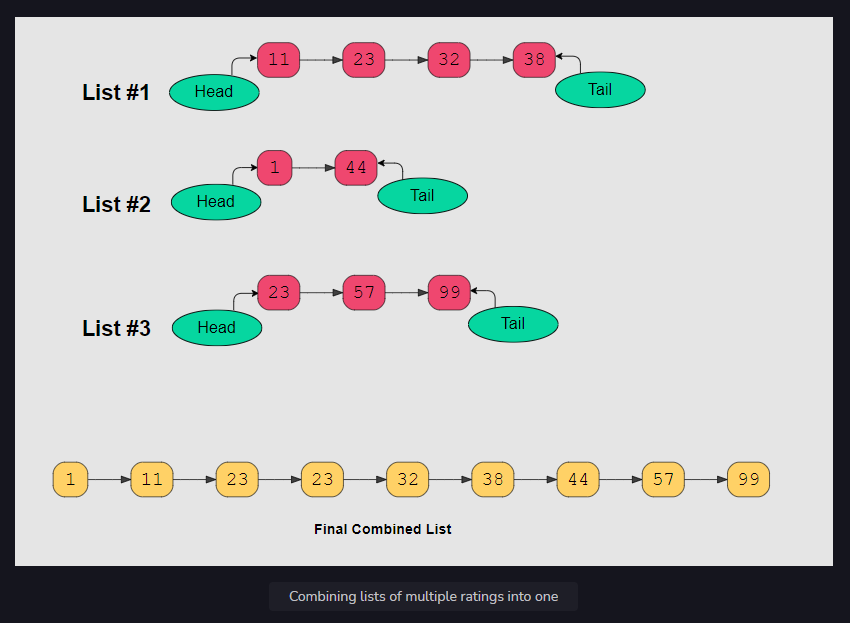 11 23 32 38
List #1 Head Tail
1 44
List #2 Head Tail
23 57 99
List #3 Head Tail
1 11 23 23 32 38 44 57 99
Final Combined List
Combining lists of multiple ratings into one